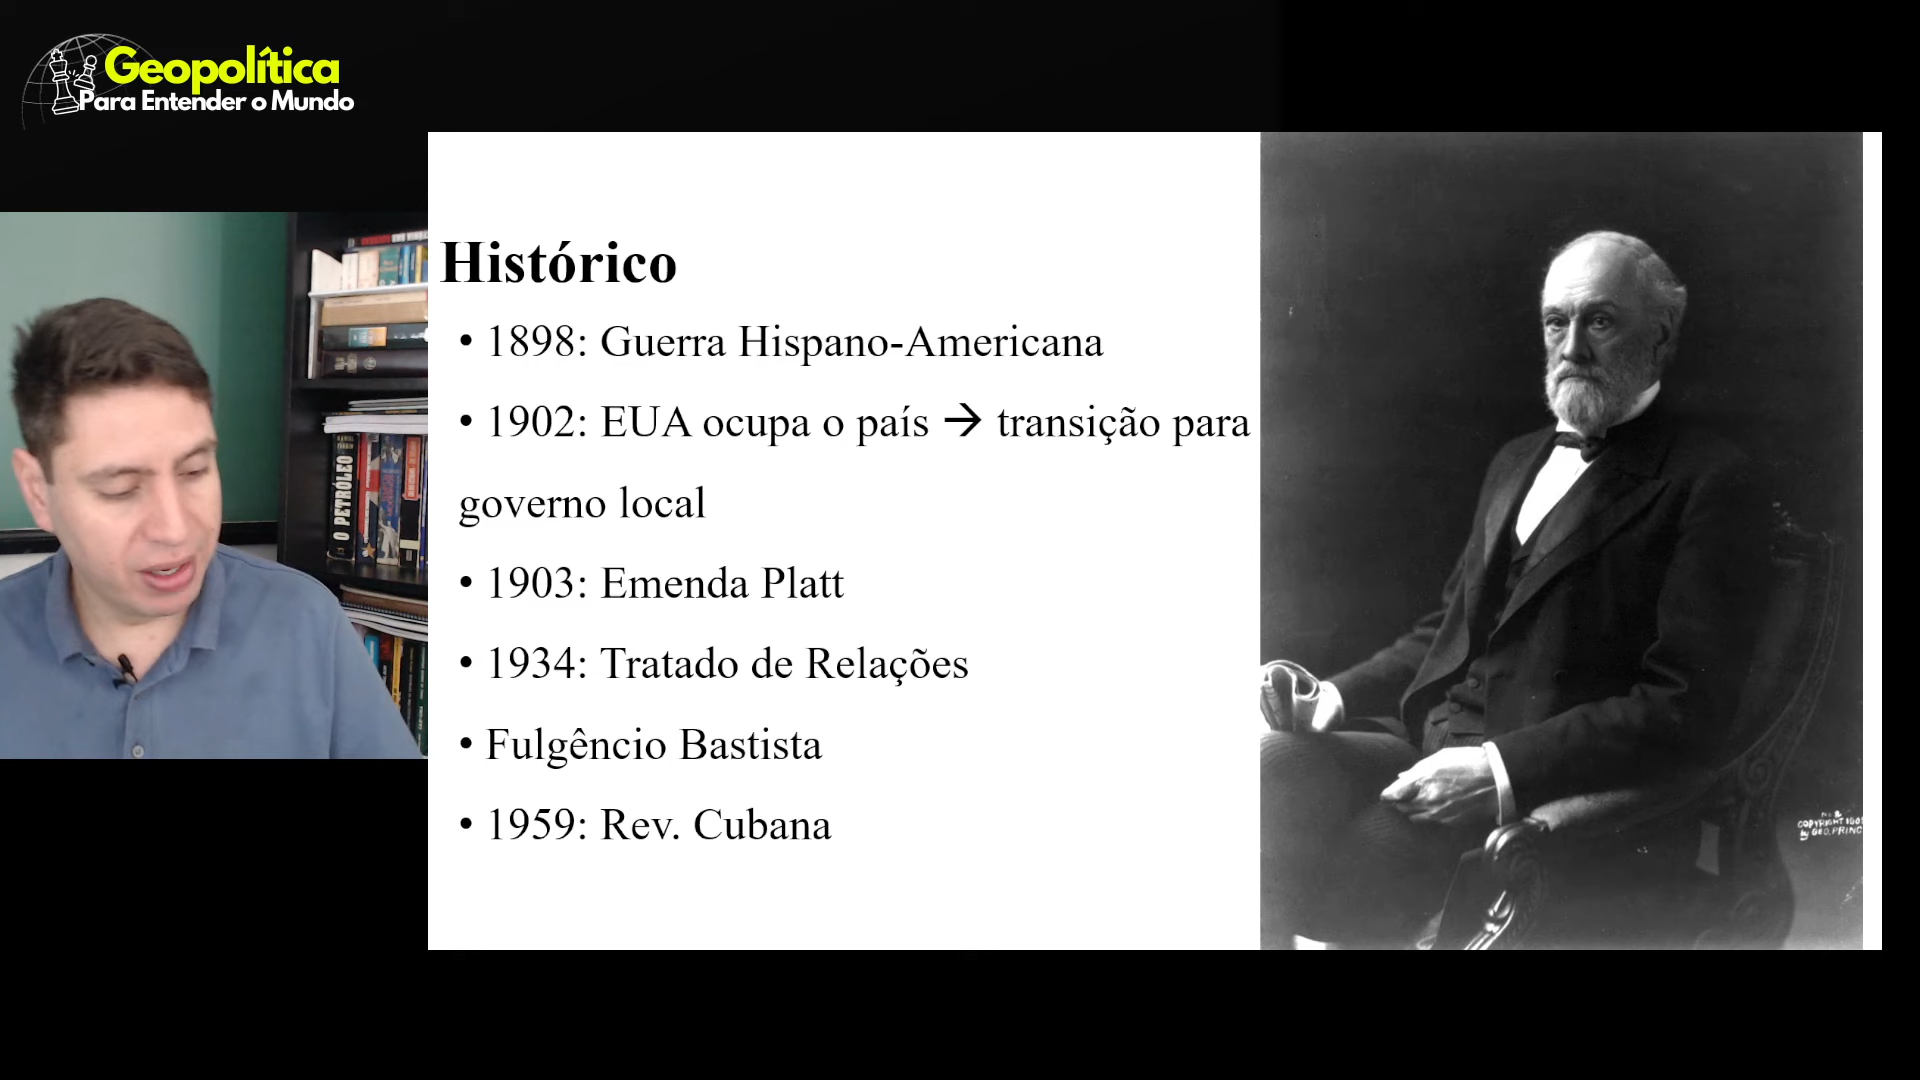 Geopolítica
Para Entender o Mundo
Histórico
• 1898: Guerra Hispano-Americana
• 1902: EUA ocupa o país → transição para
governo local
• 1903: Emenda Platt
• 1934: Tratado de Relações
• Fulgêncio Bastista
• 1959: Rev. Cubana
O PETRÓLEO